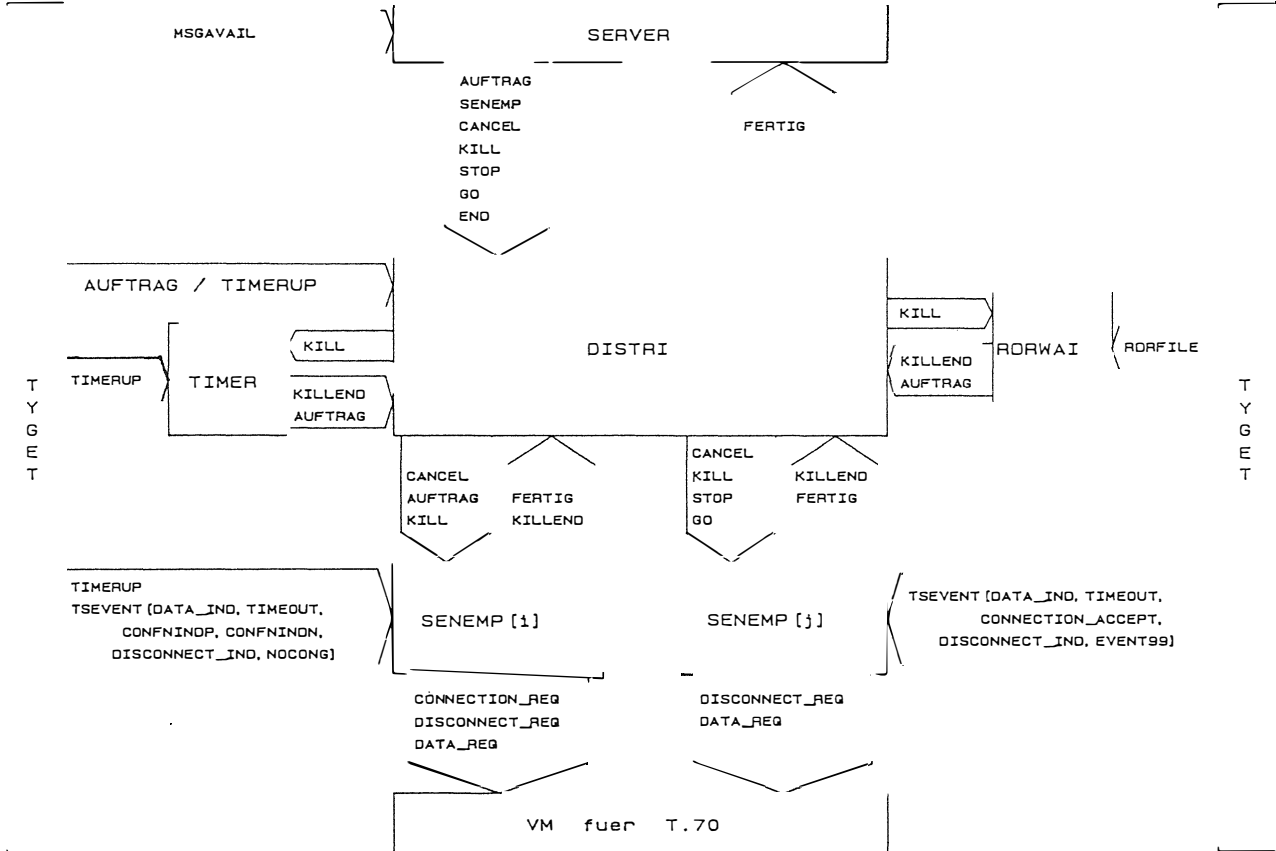 MSGAVAIL
SERVER
AUFTRAG
SENEMP
CANCEL
KILL
STOP
GO
END
FERTIG
AUFTRAG / TIMERUP
KILL
DISTRI
KILL
RDRWAI
RDRFILE
TIMERUP
TIMER
KILLEND
AUFTRAG
KILLEND
AUFTRAG
TYGET
TYGET
CANCEL
AUFTRAG
KILL
FERTIG
KILLEND
CANCEL
KILL
STOP
GO
KILLEND
FERTIG
TIMERUP
TSEVENT [DATA_IND, TIMEOUT,
CONFNINDP, CONFNINDN,
DISCONNECT_IND, NOCONG]
SENEMP [i]
SENEMP [j]
TSEVENT [DATA_IND, TIMEOUT,
CONNECTION_ACCEPT,
DISCONNECT_IND, EVENT99]
CONNECTION_REQ
DISCONNECT_REQ
DATA_REQ
DISCONNECT_REQ
DATA_REQ
VM fuer T.70